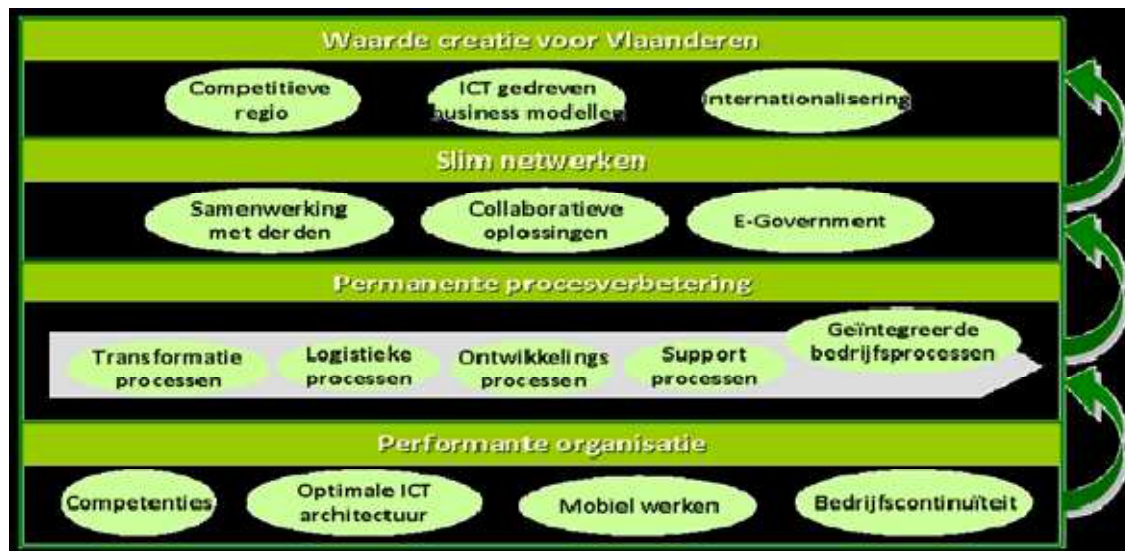 Waarde creatie voor Vlaanderen
Competitieve
regio
ICT gedreven
business modellen
Internationalisering
Slim netwerken
Samenwerking
met derden
Collaboratieve
oplossingen
E-Government
Permanente procesverbetering
Transformatie
processen
Logistieke
processen
Ontwikkelings
processen
Support
processen
Geïntegreerde
bedrijfsprocessen
Performante organisatie
Competenties
Optimale ICT
architectuur
Mobiel werken
Bedrijfscontinuïteit